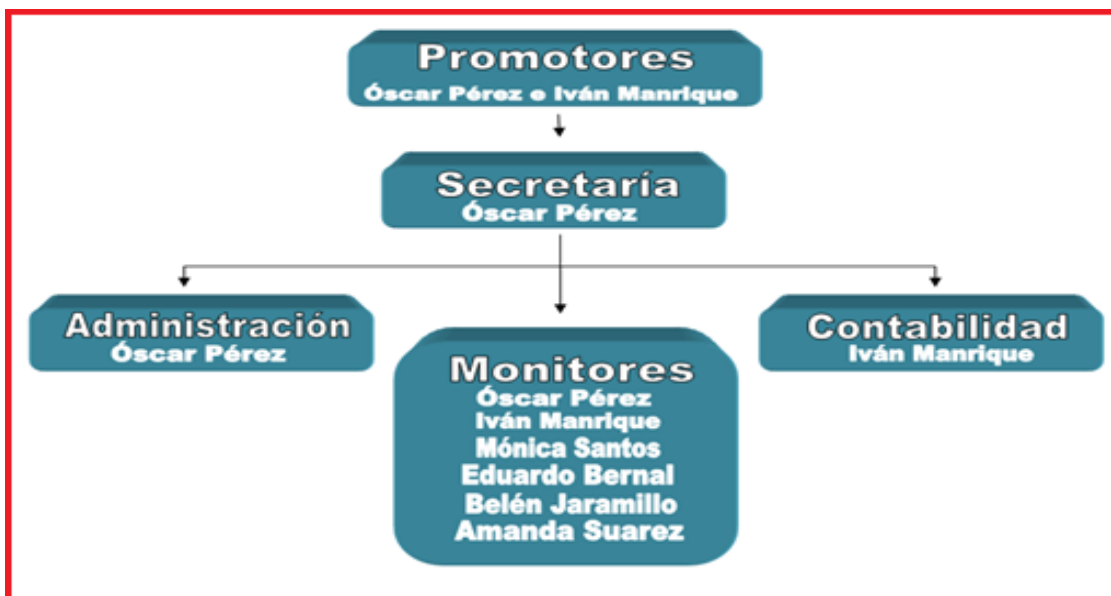 Promotores
Óscar Pérez e Iván Manrique
Secretaría
Óscar Pérez
Administración
Óscar Pérez
Monitores
Óscar Pérez
Iván Manrique
Mónica Santos
Eduardo Bernal
Belén Jaramillo
Amanda Suarez
Contabilidad
Iván Manrique